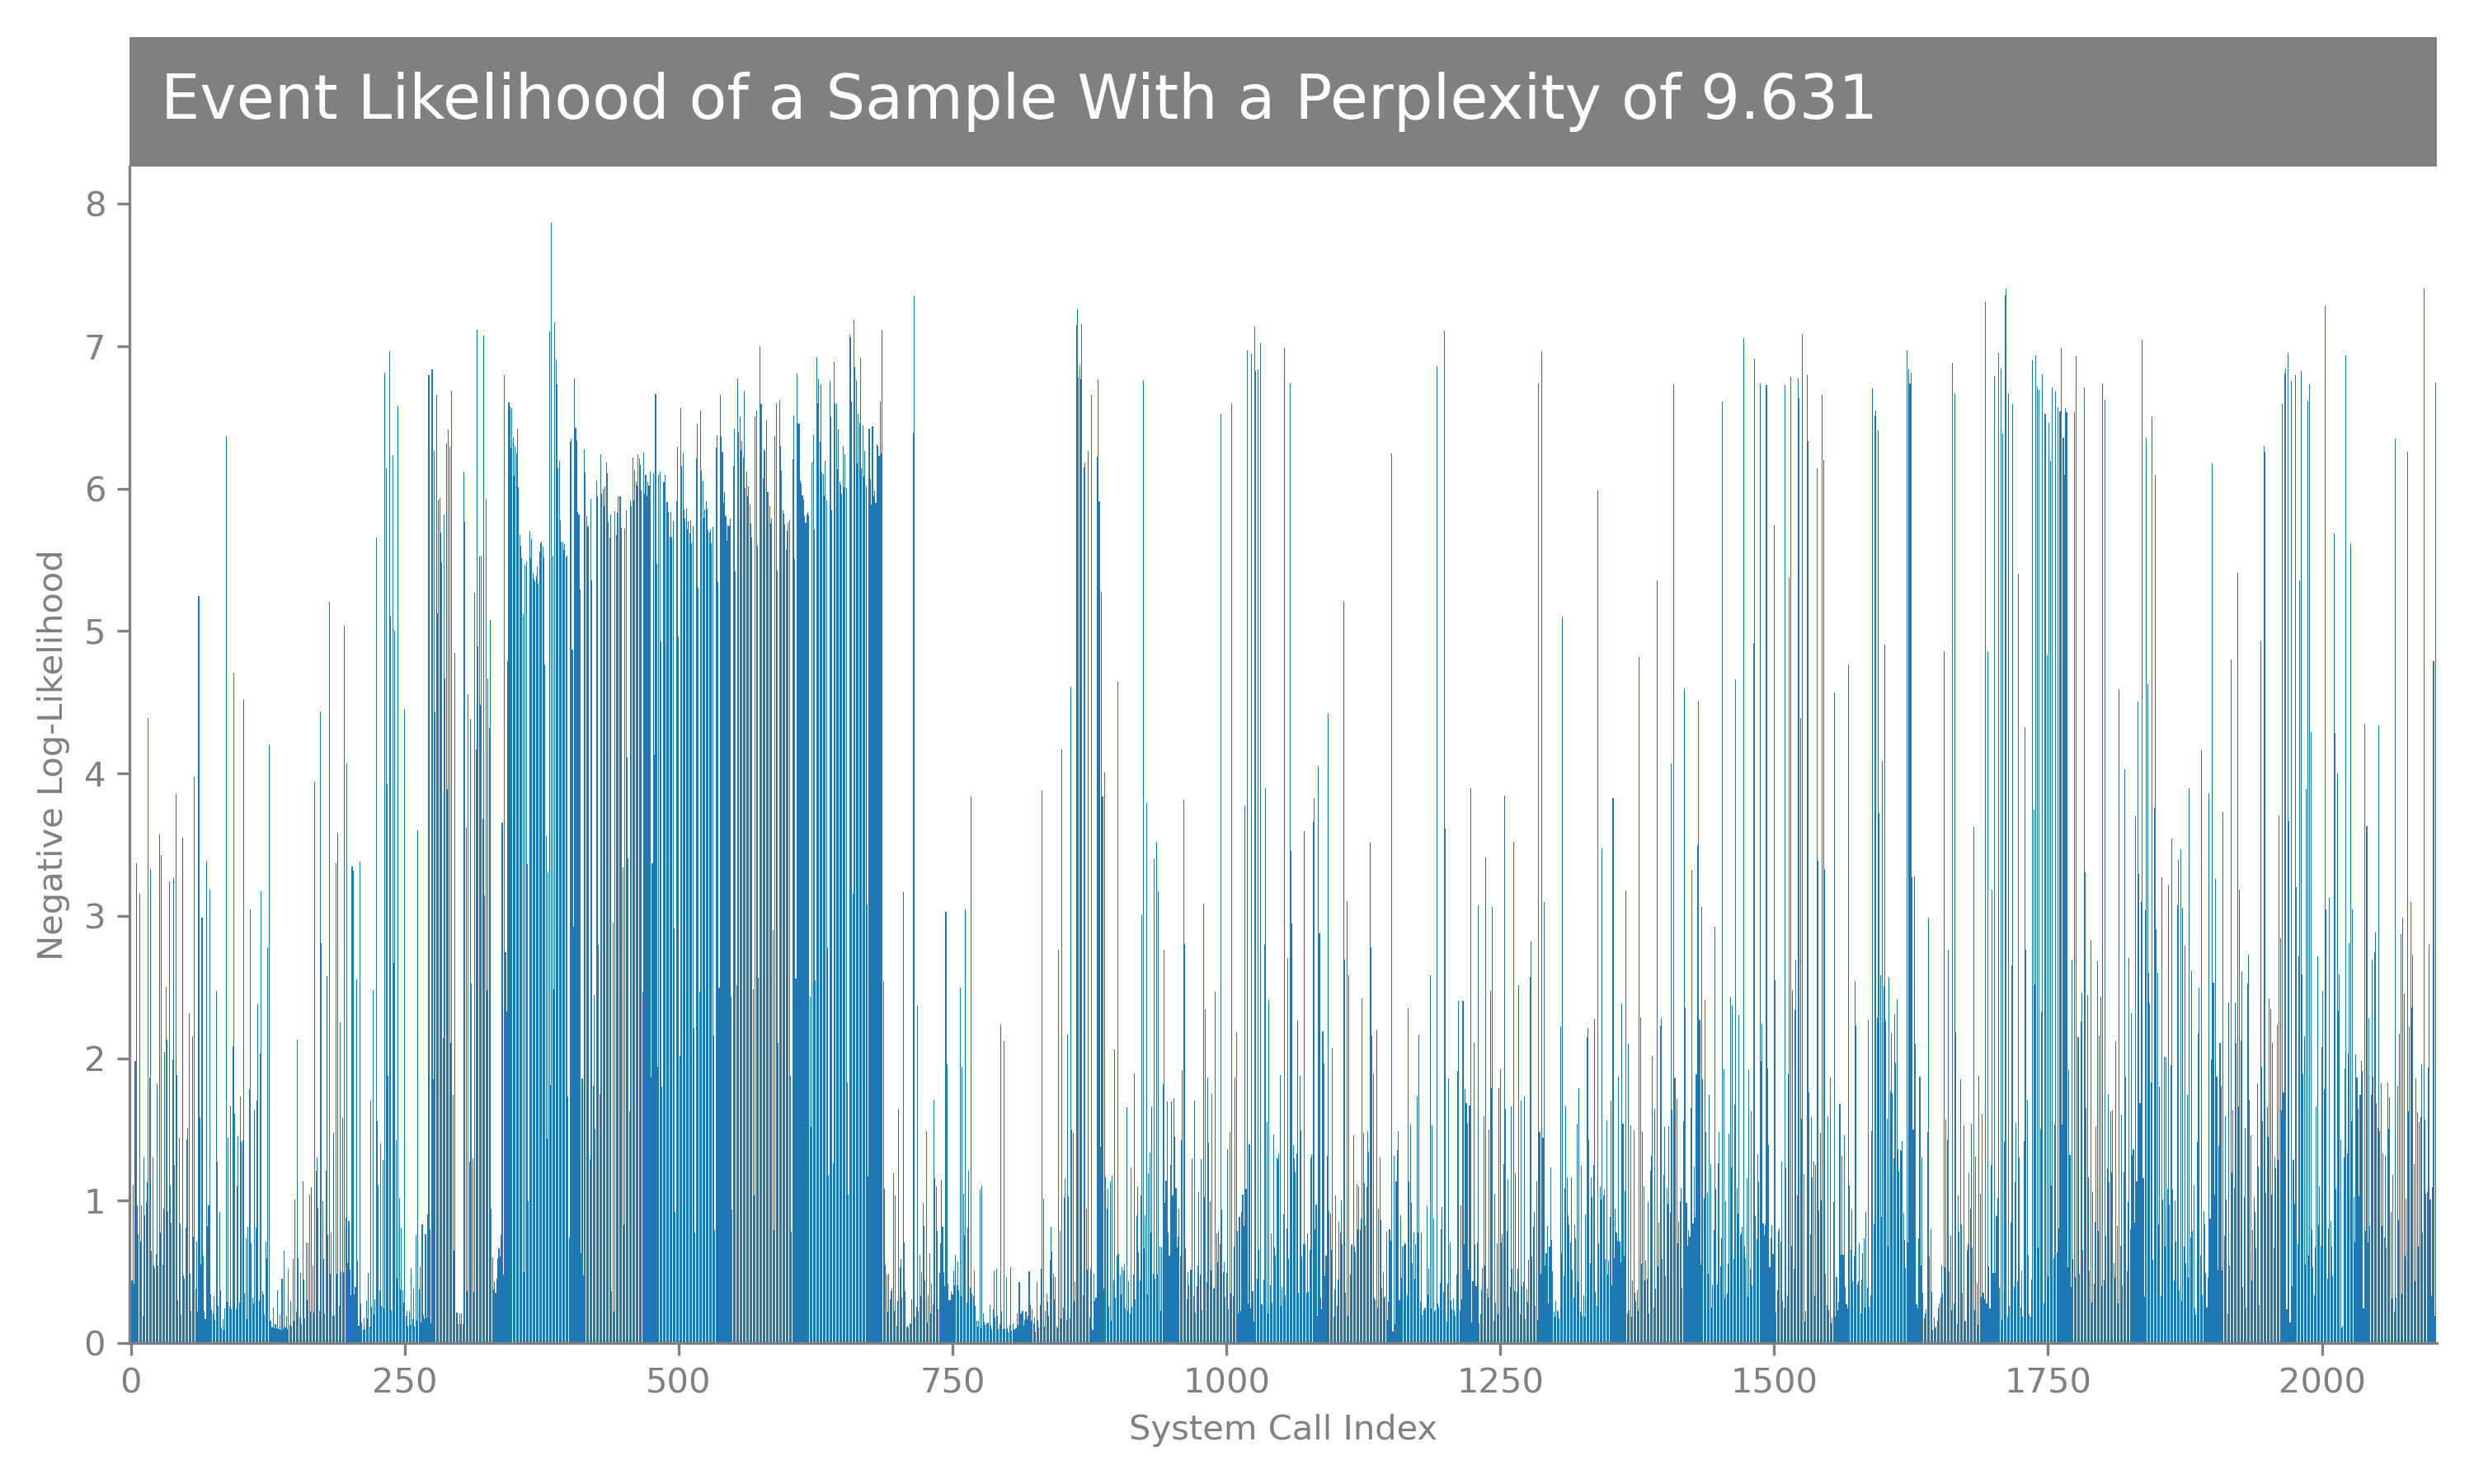 Event Likelihood of a Sample With a Perplexity of 9.631
8
7
6
5
4
3
2
1
0
Negative Log-Likelihood
0 250 500 750 1000 1250 1500 1750 2000
System Call Index